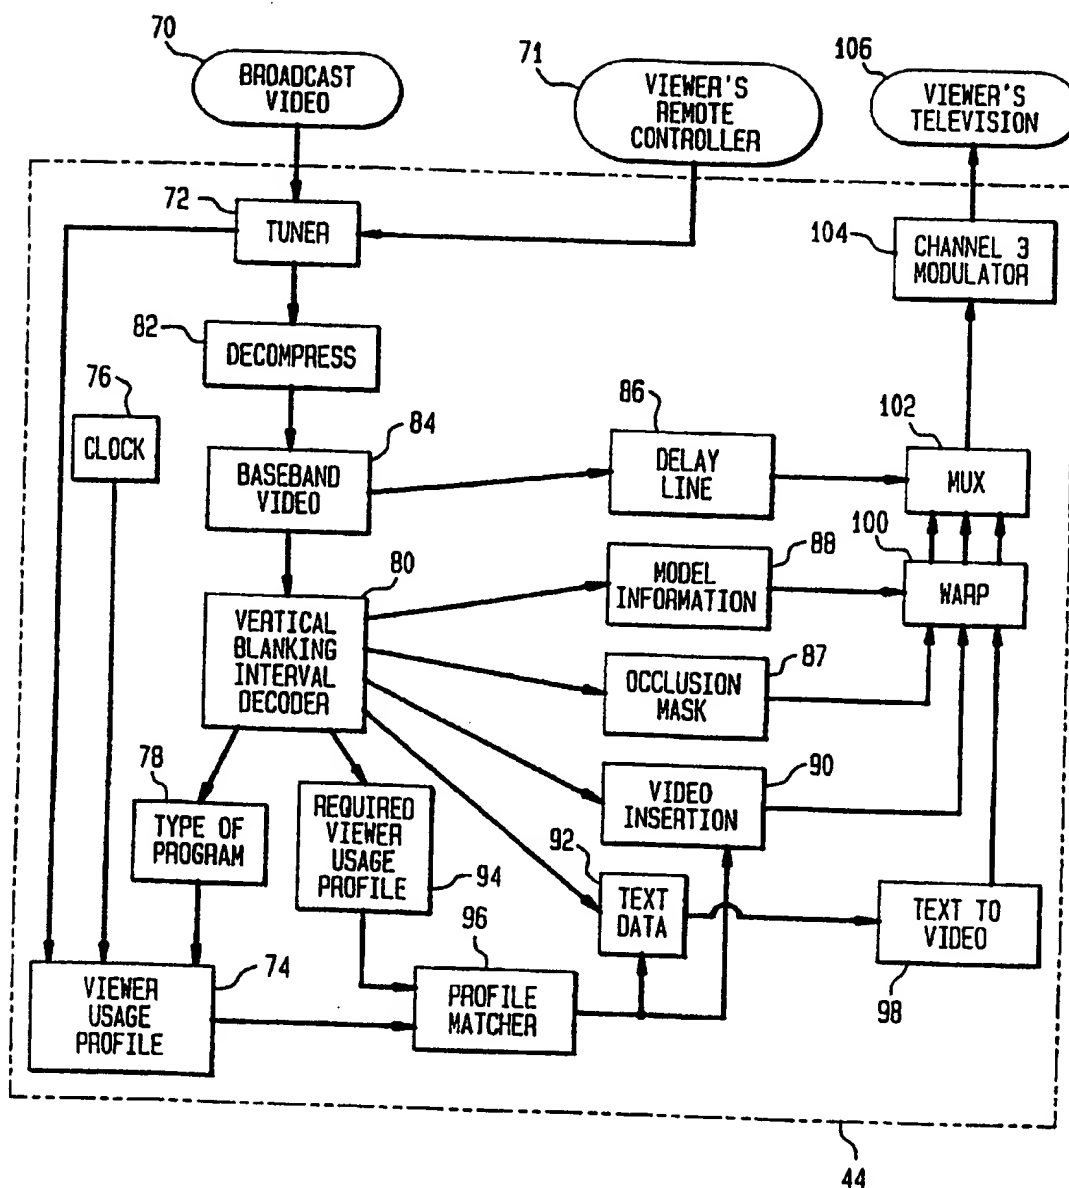 70
BROADCAST
VIDEO
71
VIEWER'S
REMOTE
CONTROLLER
106
VIEWER'S
TELEVISION
72
TUNER
104
CHANNEL 3
MODULATOR
82
DECOMPRESS
76
CLOCK
84
BASEBAND
VIDEO
86
DELAY
LINE
102
MUX
80
VERTICAL
BLANKING
INTERVAL
DECODER
88
MODEL
INFORMATION
100
WARP
87
OCCLUSION
MASK
78
TYPE OF
PROGRAM
REQUIRED
VIEWER
USAGE
PROFILE
94
90
VIDEO
INSERTION
92
TEXT
DATA
TEXT TO
VIDEO
98
74
VIEWER
USAGE
PROFILE
96
PROFILE
MATCHER
44